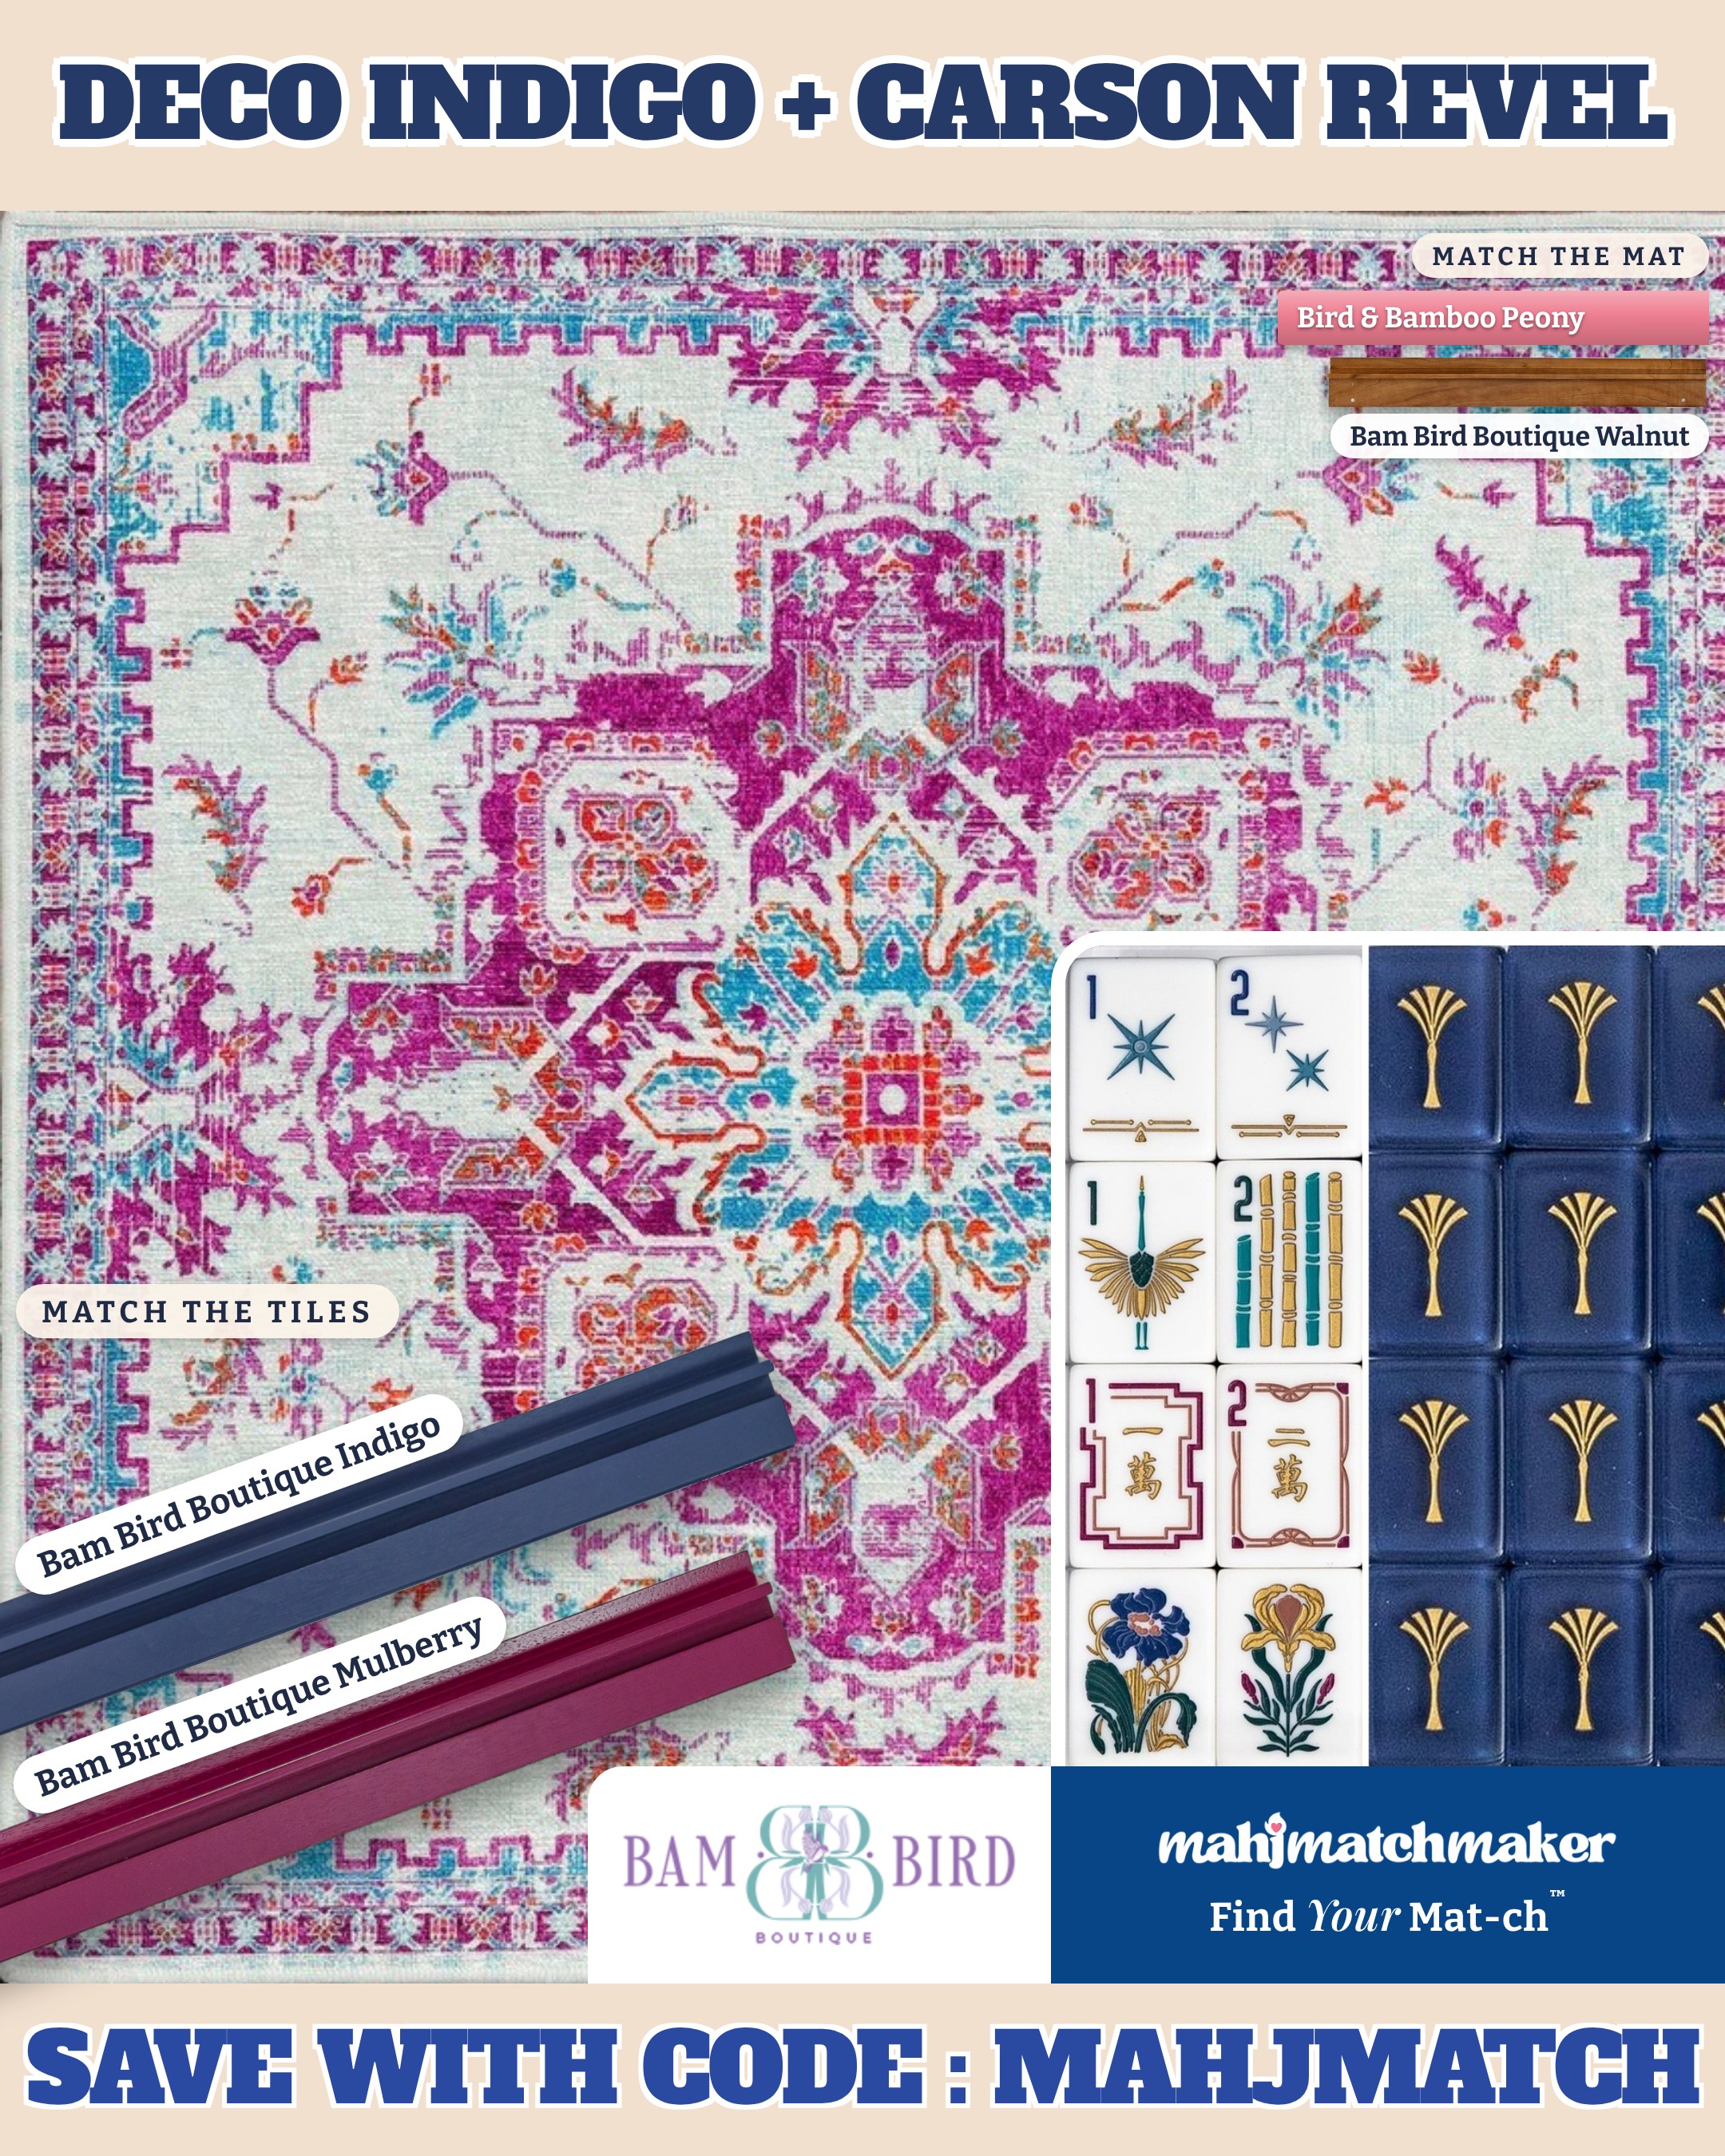 DECO INDIGO + CARSON REVEL
MATCH THE MAT
Bird & Bamboo Peony
Bam Bird Boutique Walnut
1
2
1
2
1
2
一
萬
二
萬
MATCH THE TILES
Bam Bird Boutique Indigo
Bam Bird Boutique Mulberry
BAM BIRD
BOUTIQUE
mahjmatchmaker
Find Your Mat-ch™
SAVE WITH CODE : MAHJMATCH